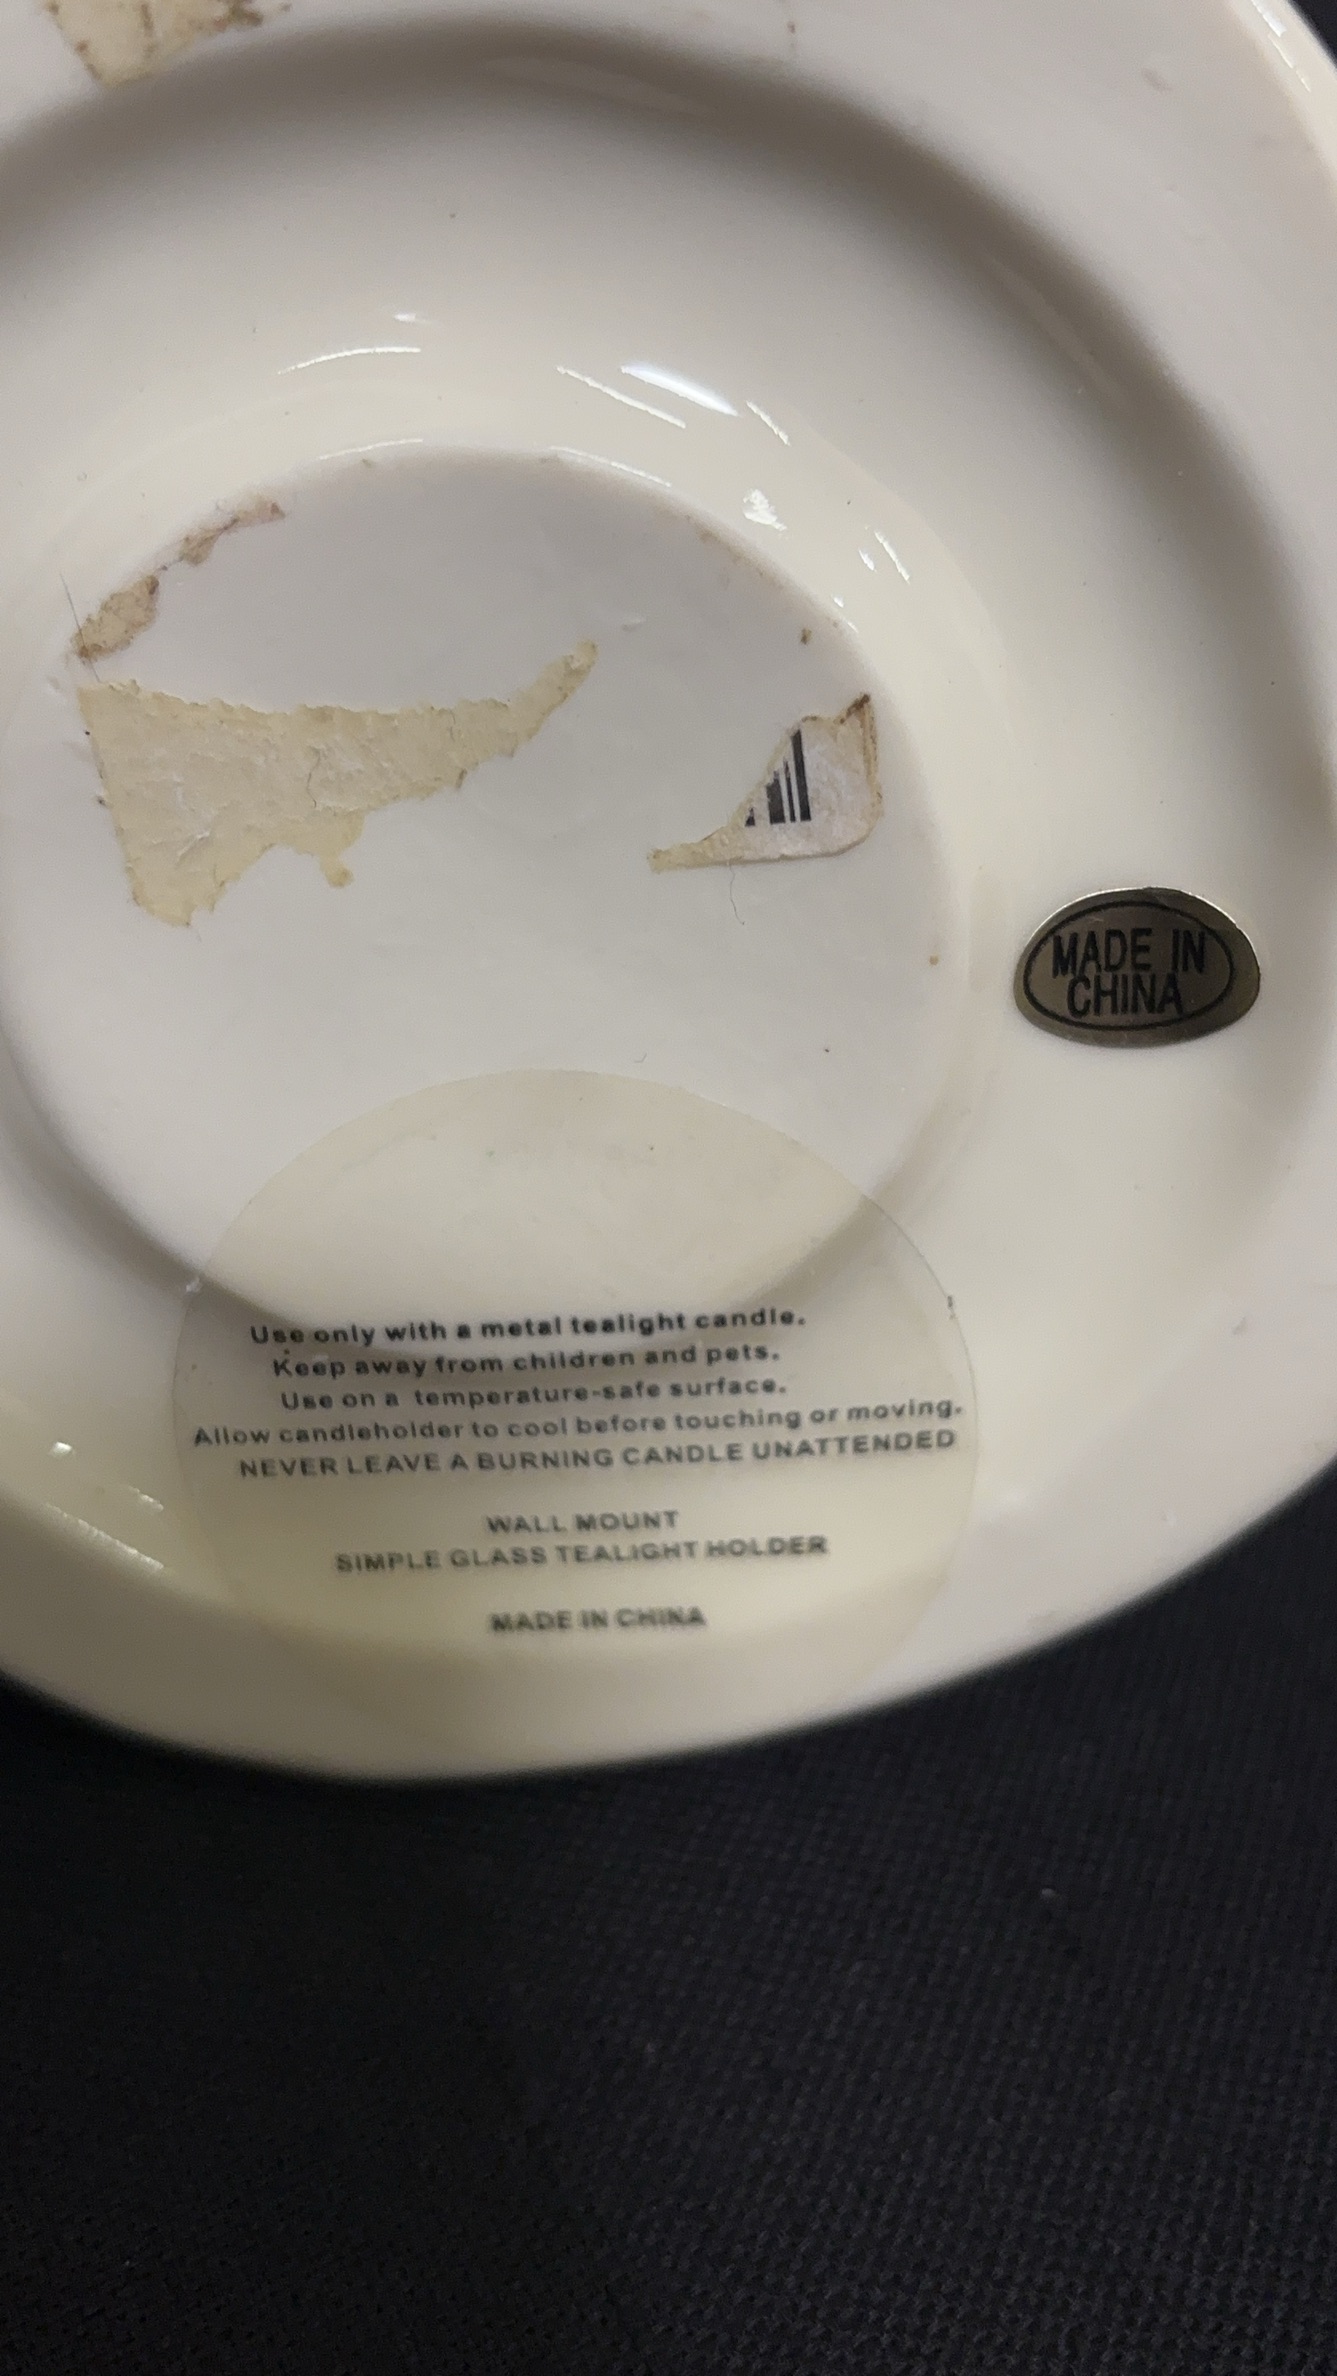 MADE IN
CHINA
Use only with a metal tealight candle.
Keep away from children and pets.
Use on a temperature-safe surface.
Allow candleholder to cool before touching or moving.
NEVER LEAVE A BURNING CANDLE UNATTENDED
WALL MOUNT
SIMPLE GLASS TEALIGHT HOLDER
MADE IN CHINA